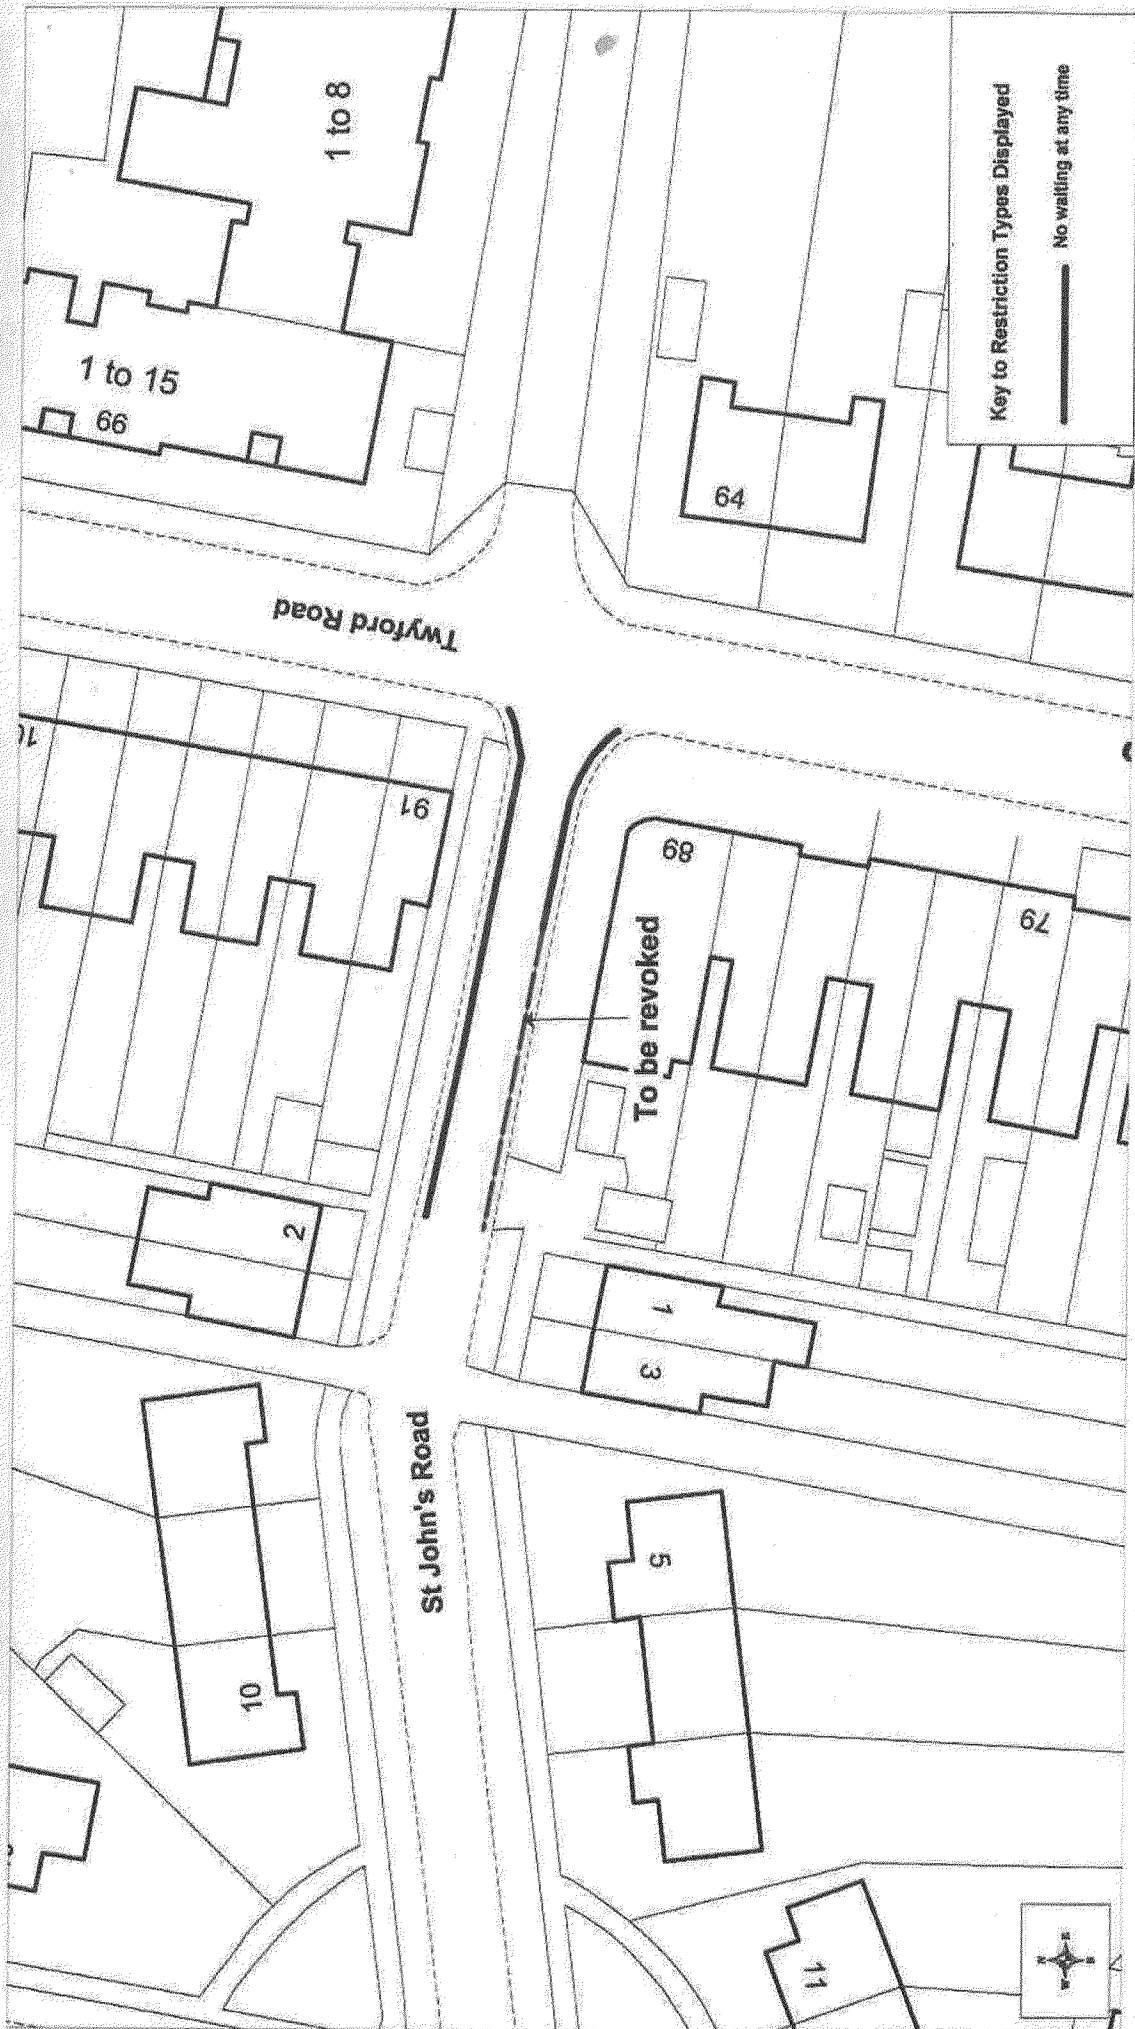 1 to 8
1 to 15
66
64
Key to Restriction Types Displayed
No waiting at any time
Twyford Road
91
89
79
To be revoked
2
1
3
St John's Road
5
10
11